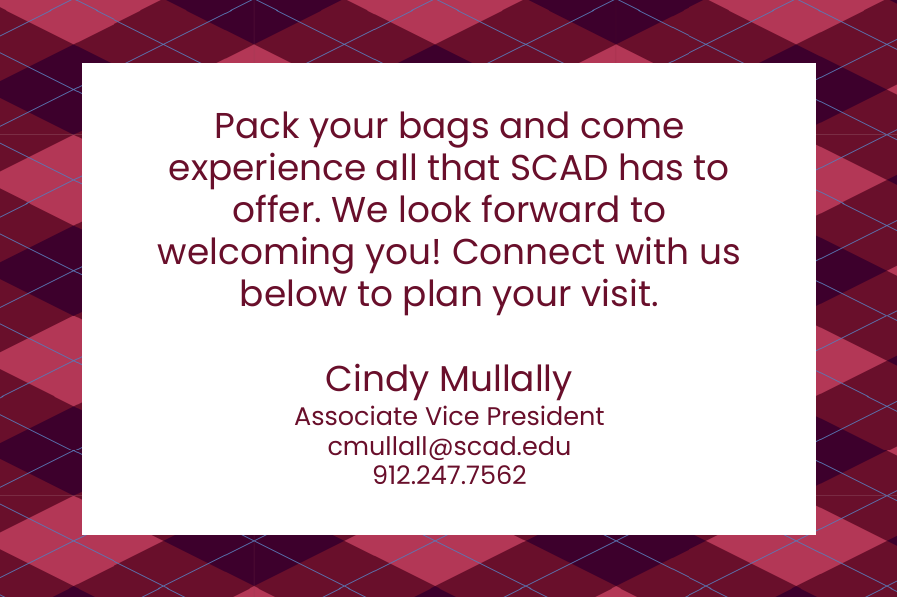 Pack your bags and come
experience all that SCAD has to
offer. We look forward to
welcoming you! Connect with us
below to plan your visit.
Cindy Mullally
Associate Vice President
cmullall@scad.edu
912.247.7562